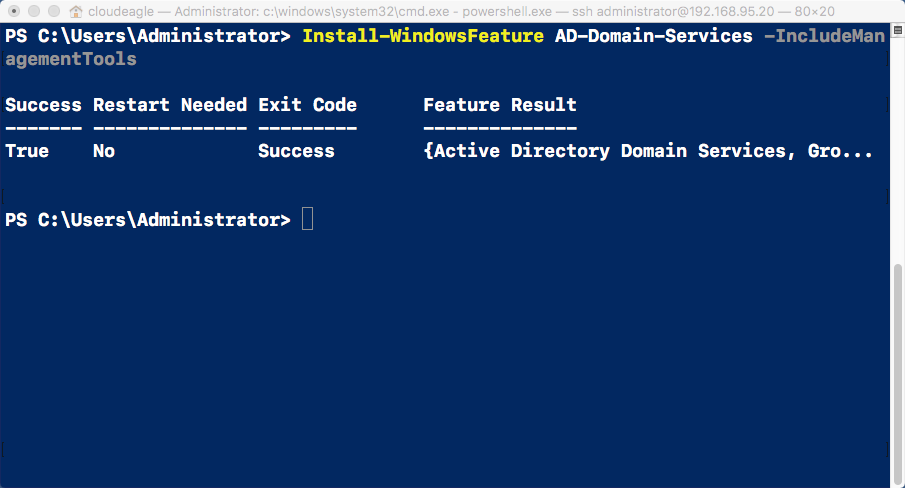 cloudeagle — Administrator: c:\windows\system32\cmd.exe - powershell.exe — ssh administrator@192.168.95.20 — 80×20
PS C:\Users\Administrator> Install-WindowsFeature AD-Domain-Services -IncludeMan
agementTools
Success Restart Needed Exit Code      Feature Result
------- -------------- ---------      --------------
True    No             Success        {Active Directory Domain Services, Gro...
PS C:\Users\Administrator>